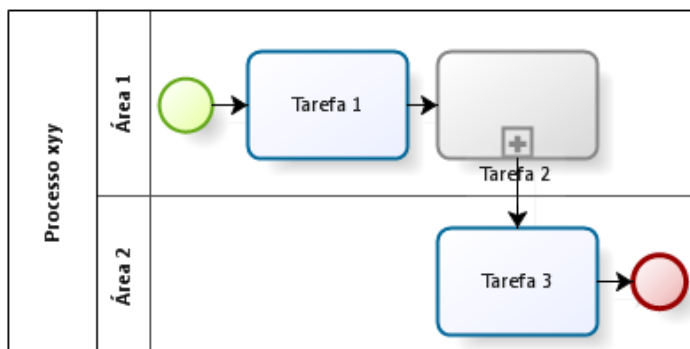 Processo xyy
Área 1
Tarefa 1
Tarefa 2
Área 2
Tarefa 3